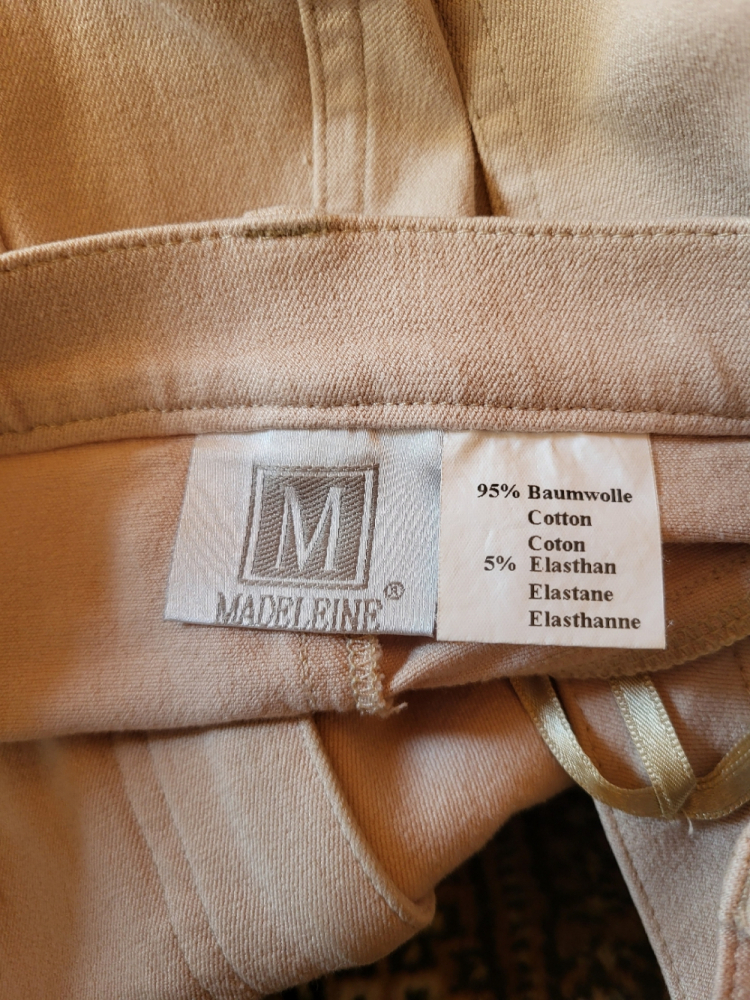 M
MADELEINE®
95% Baumwolle
Cotton
Coton
5% Elasthan
Elastane
Elasthanne